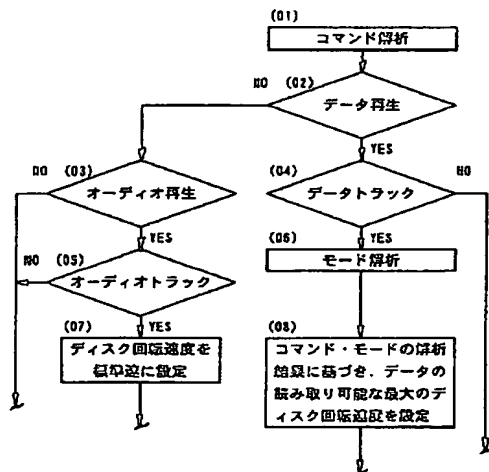 (01)
コマンド解析
NO (02)
データ再生
YES
NO (03)
オーディオ再生
YES
(04)
データトラック
NO
YES
NO (05)
オーディオトラック
YES
(06)
モード解析
(07)
ディスク回転速度を
標準速に設定
(08)
コマンド・モードの解析
結果に基づき、データの
読み取り可能な最大のデ
ィスク回転速度を設定